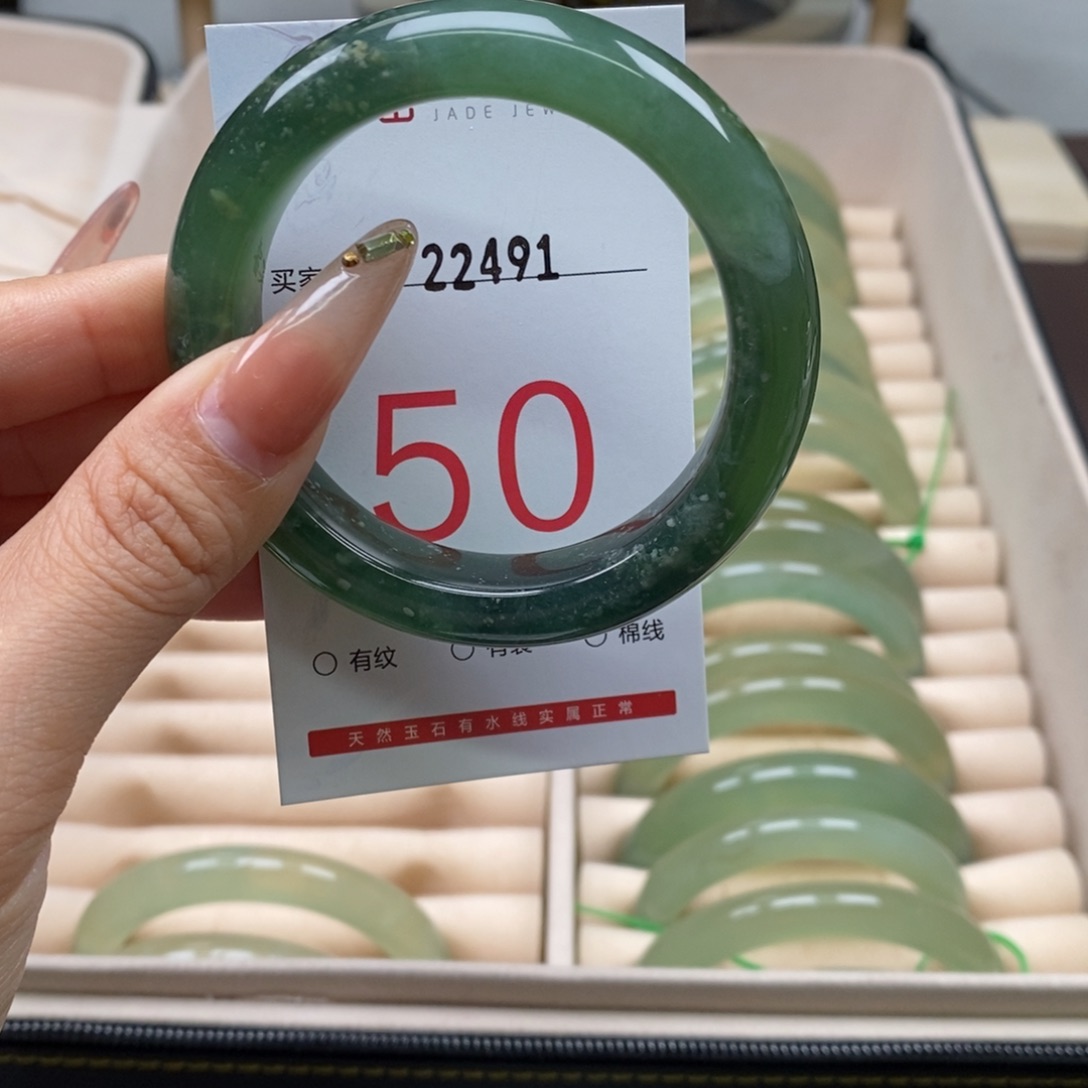 JADE JEW
买家 22491
50
有纹 棉线
天然玉石有水线实属正常